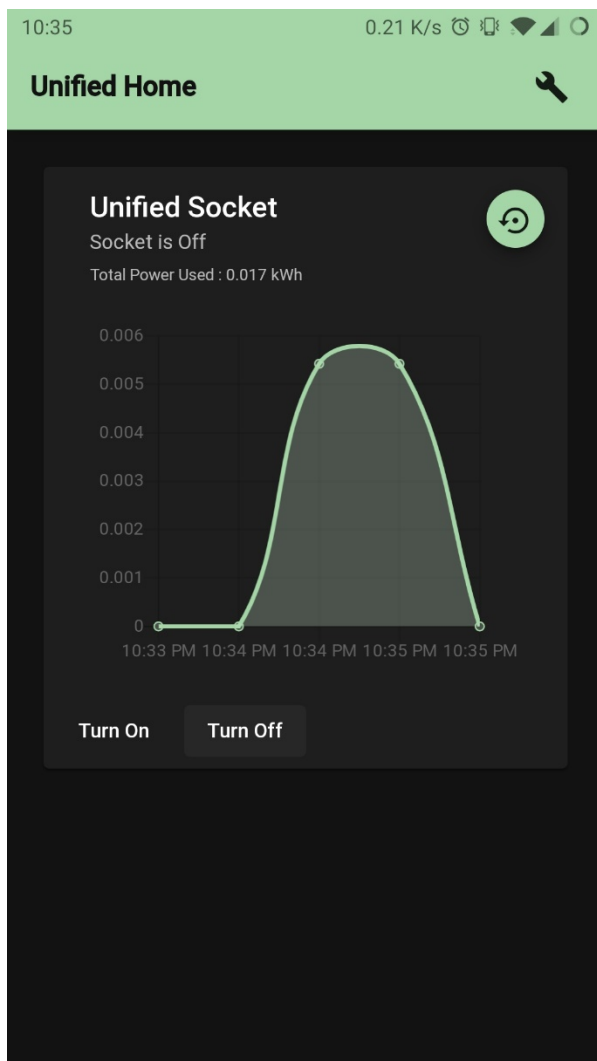 10:35 0.21 K/s
Unified Home
Unified Socket
Socket is Off
Total Power Used : 0.017 kWh
0.006
0.005
0.004
0.003
0.002
0.001
0
10:33 PM 10:34 PM 10:34 PM 10:35 PM 10:35 PM
Turn On Turn Off